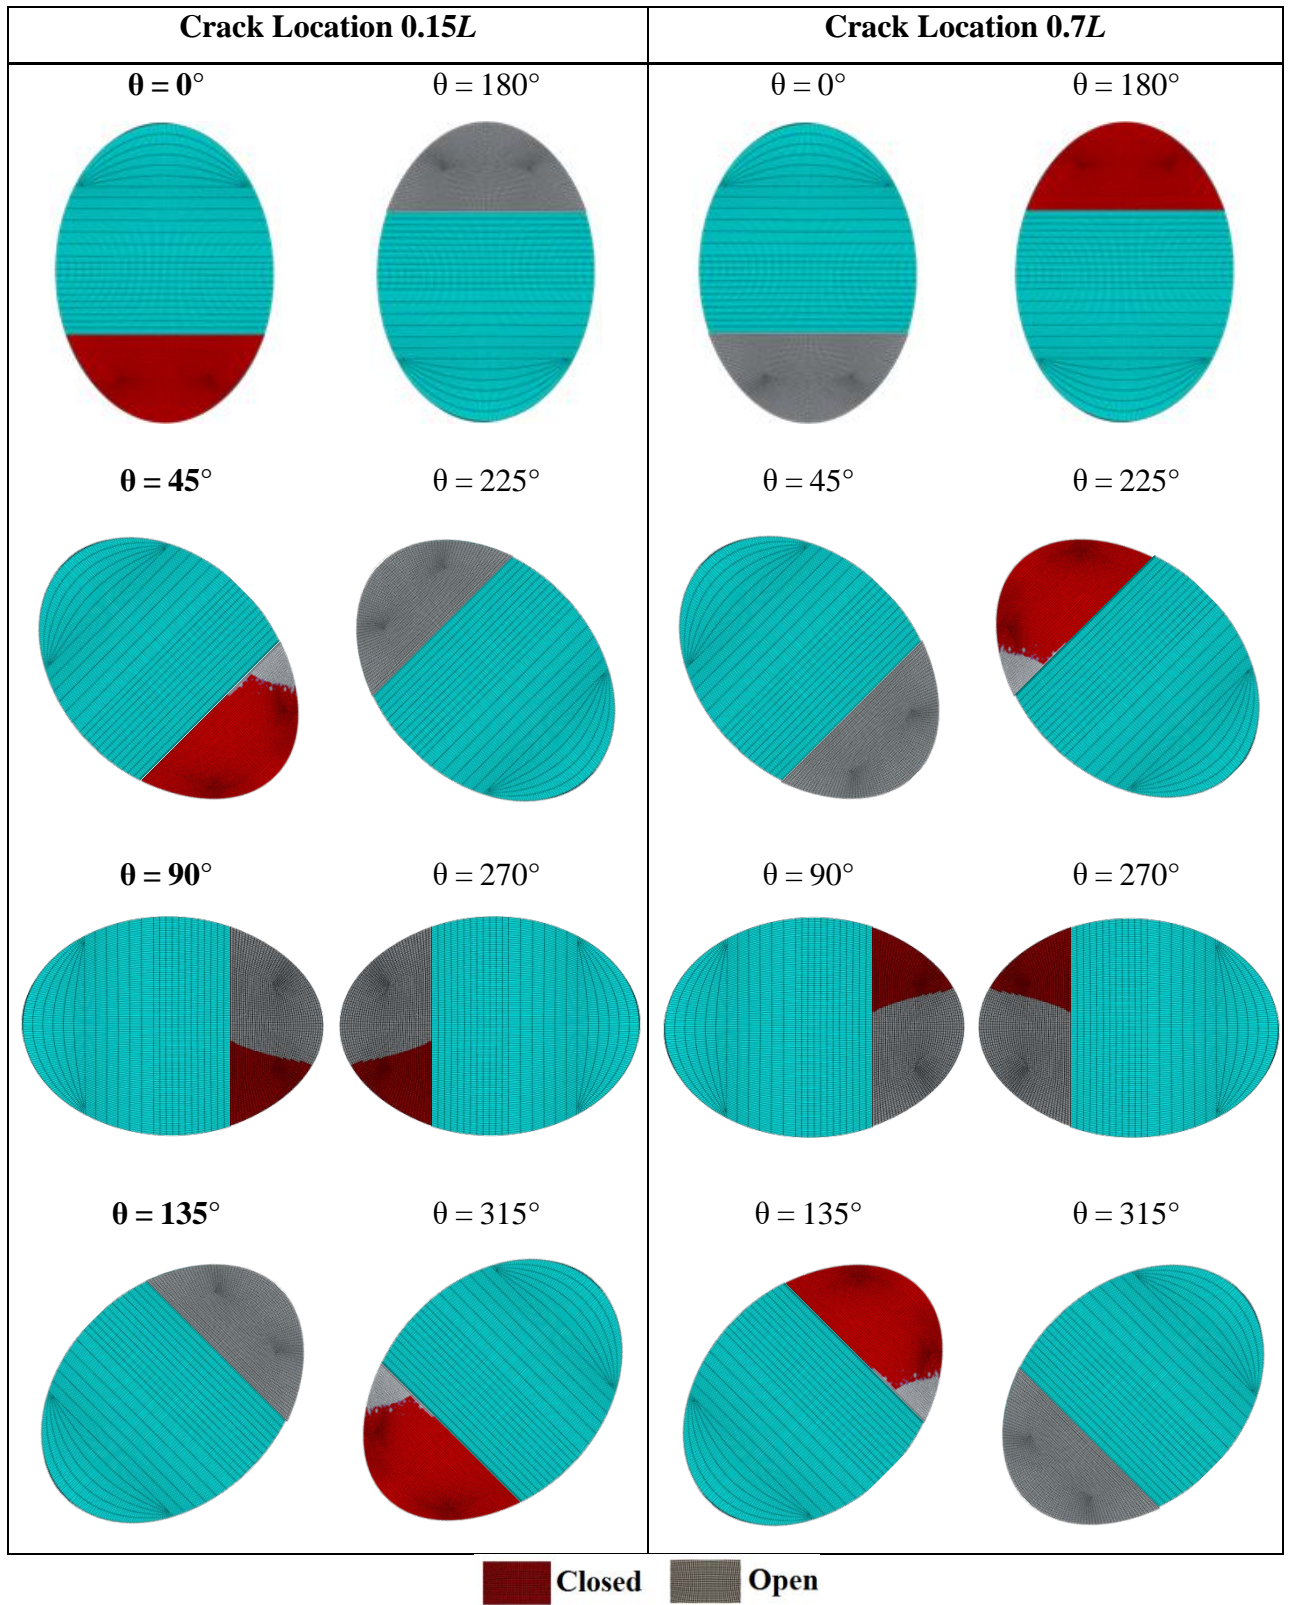 Crack Location 0.15L Crack Location 0.7L
θ = 0° θ = 180° θ = 0° θ = 180°
θ = 45° θ = 225° θ = 45° θ = 225°
θ = 90° θ = 270° θ = 90° θ = 270°
θ = 135° θ = 315° θ = 135° θ = 315°
Closed Open